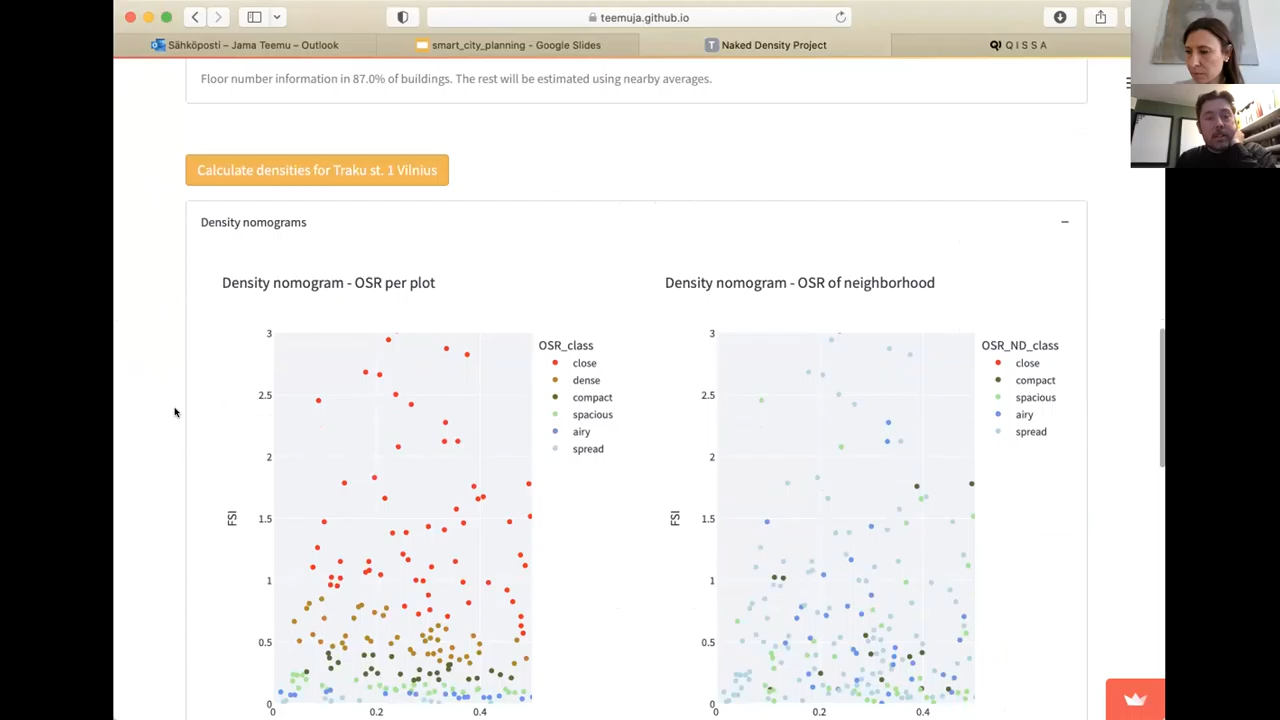 teemuja.github.io
Sähköposti – Jama Teemu – Outlook
smart_city_planning - Google Slides
T Naked Density Project
QI Q I S S A
Floor number information in 87.0% of buildings. The rest will be estimated using nearby averages.
Calculate densities for Traku st. 1 Vilnius
Density nomograms
Density nomogram - OSR per plot
Density nomogram - OSR of neighborhood
3
2.5
2
1.5
1
0.5
0
FSI
0
0.2
0.4
OSR_class
close
dense
compact
spacious
airy
spread
3
2.5
2
1.5
1
0.5
0
FSI
0
0.2
0.4
OSR_ND_class
close
compact
spacious
airy
spread